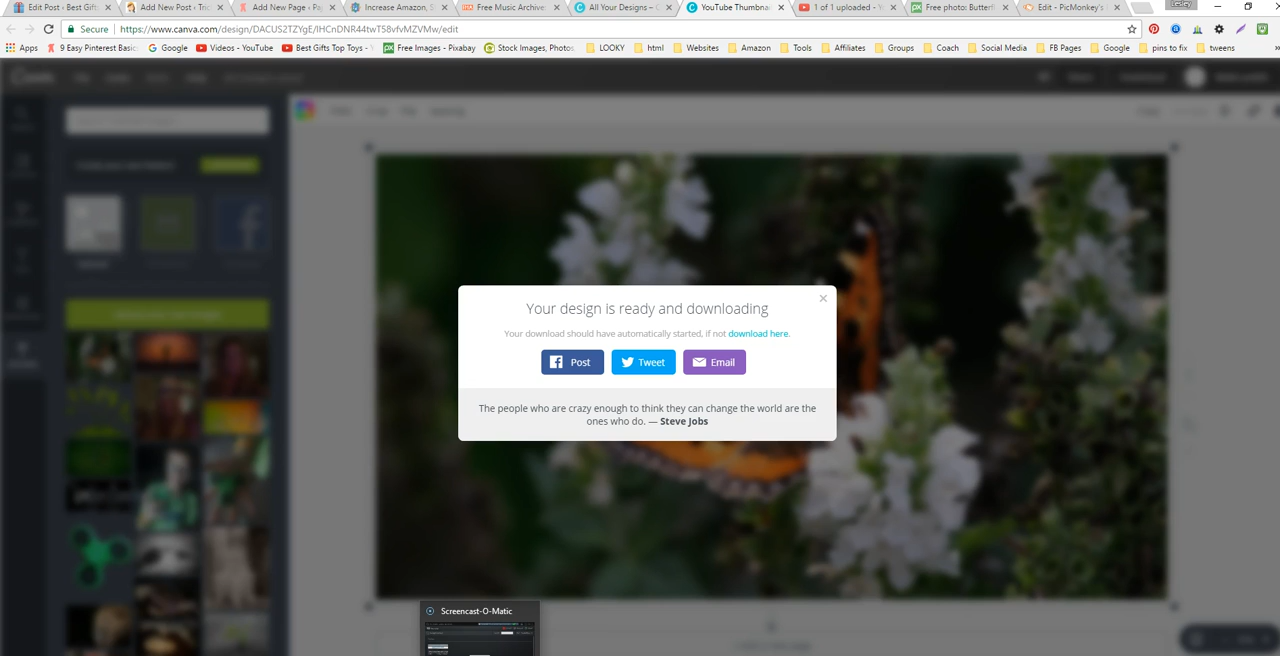 Lesley
Edit Post ‹ Best Gift
Add New Post ‹ Tric
Add New Page ‹ Pa
Increase Amazon, S
Free Music Archive
All Your Designs – C
YouTube Thumbna
1 of 1 uploaded - Y
Free photo: Butterf
Edit - PicMonkey's
Secure
https://www.canva.com/design/DACUS2TZYgE/IHCnDNR44twT58vfvMZVMw/edit
Apps
9 Easy Pinterest Basic
Google
Videos - YouTube
Best Gifts Top Toys -
Free Images - Pixabay
Stock Images, Photos
LOOKY
html
Websites
Amazon
Tools
Affiliates
Groups
Coach
Social Media
FB Pages
Google
pins to fix
tweens
Your design is ready and downloading
Your download should have automatically started, if not download here.
Post
Tweet
Email
The people who are crazy enough to think they can change the world are the
ones who do. — Steve Jobs
Screencast-O-Matic